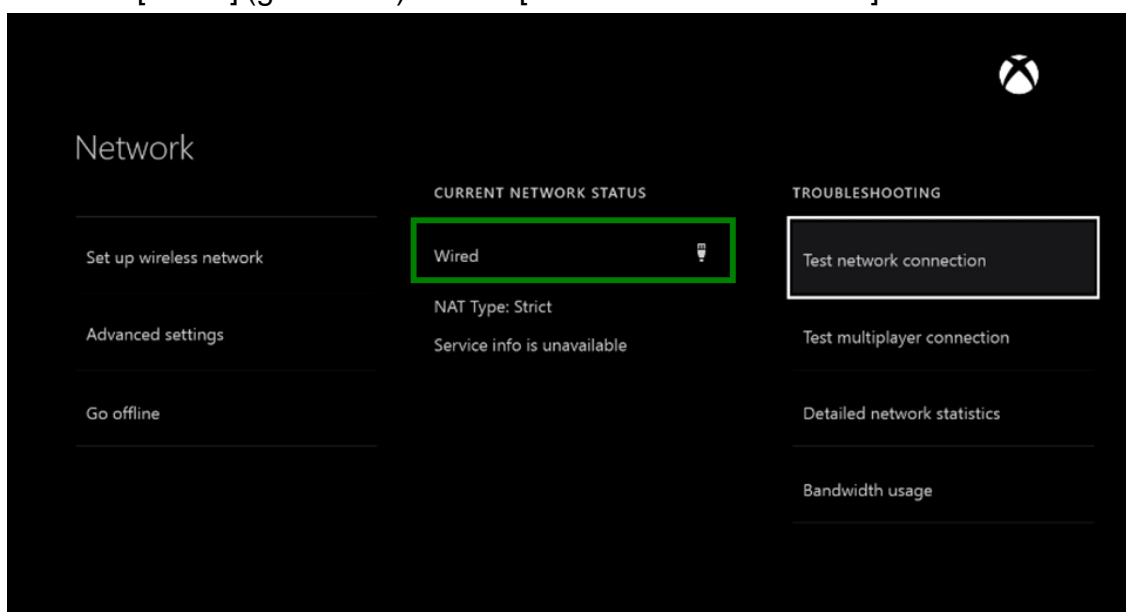 Network
CURRENT NETWORK STATUS
TROUBLESHOOTING
Set up wireless network
Wired
Test network connection
NAT Type: Strict
Advanced settings
Service info is unavailable
Test multiplayer connection
Go offline
Detailed network statistics
Bandwidth usage